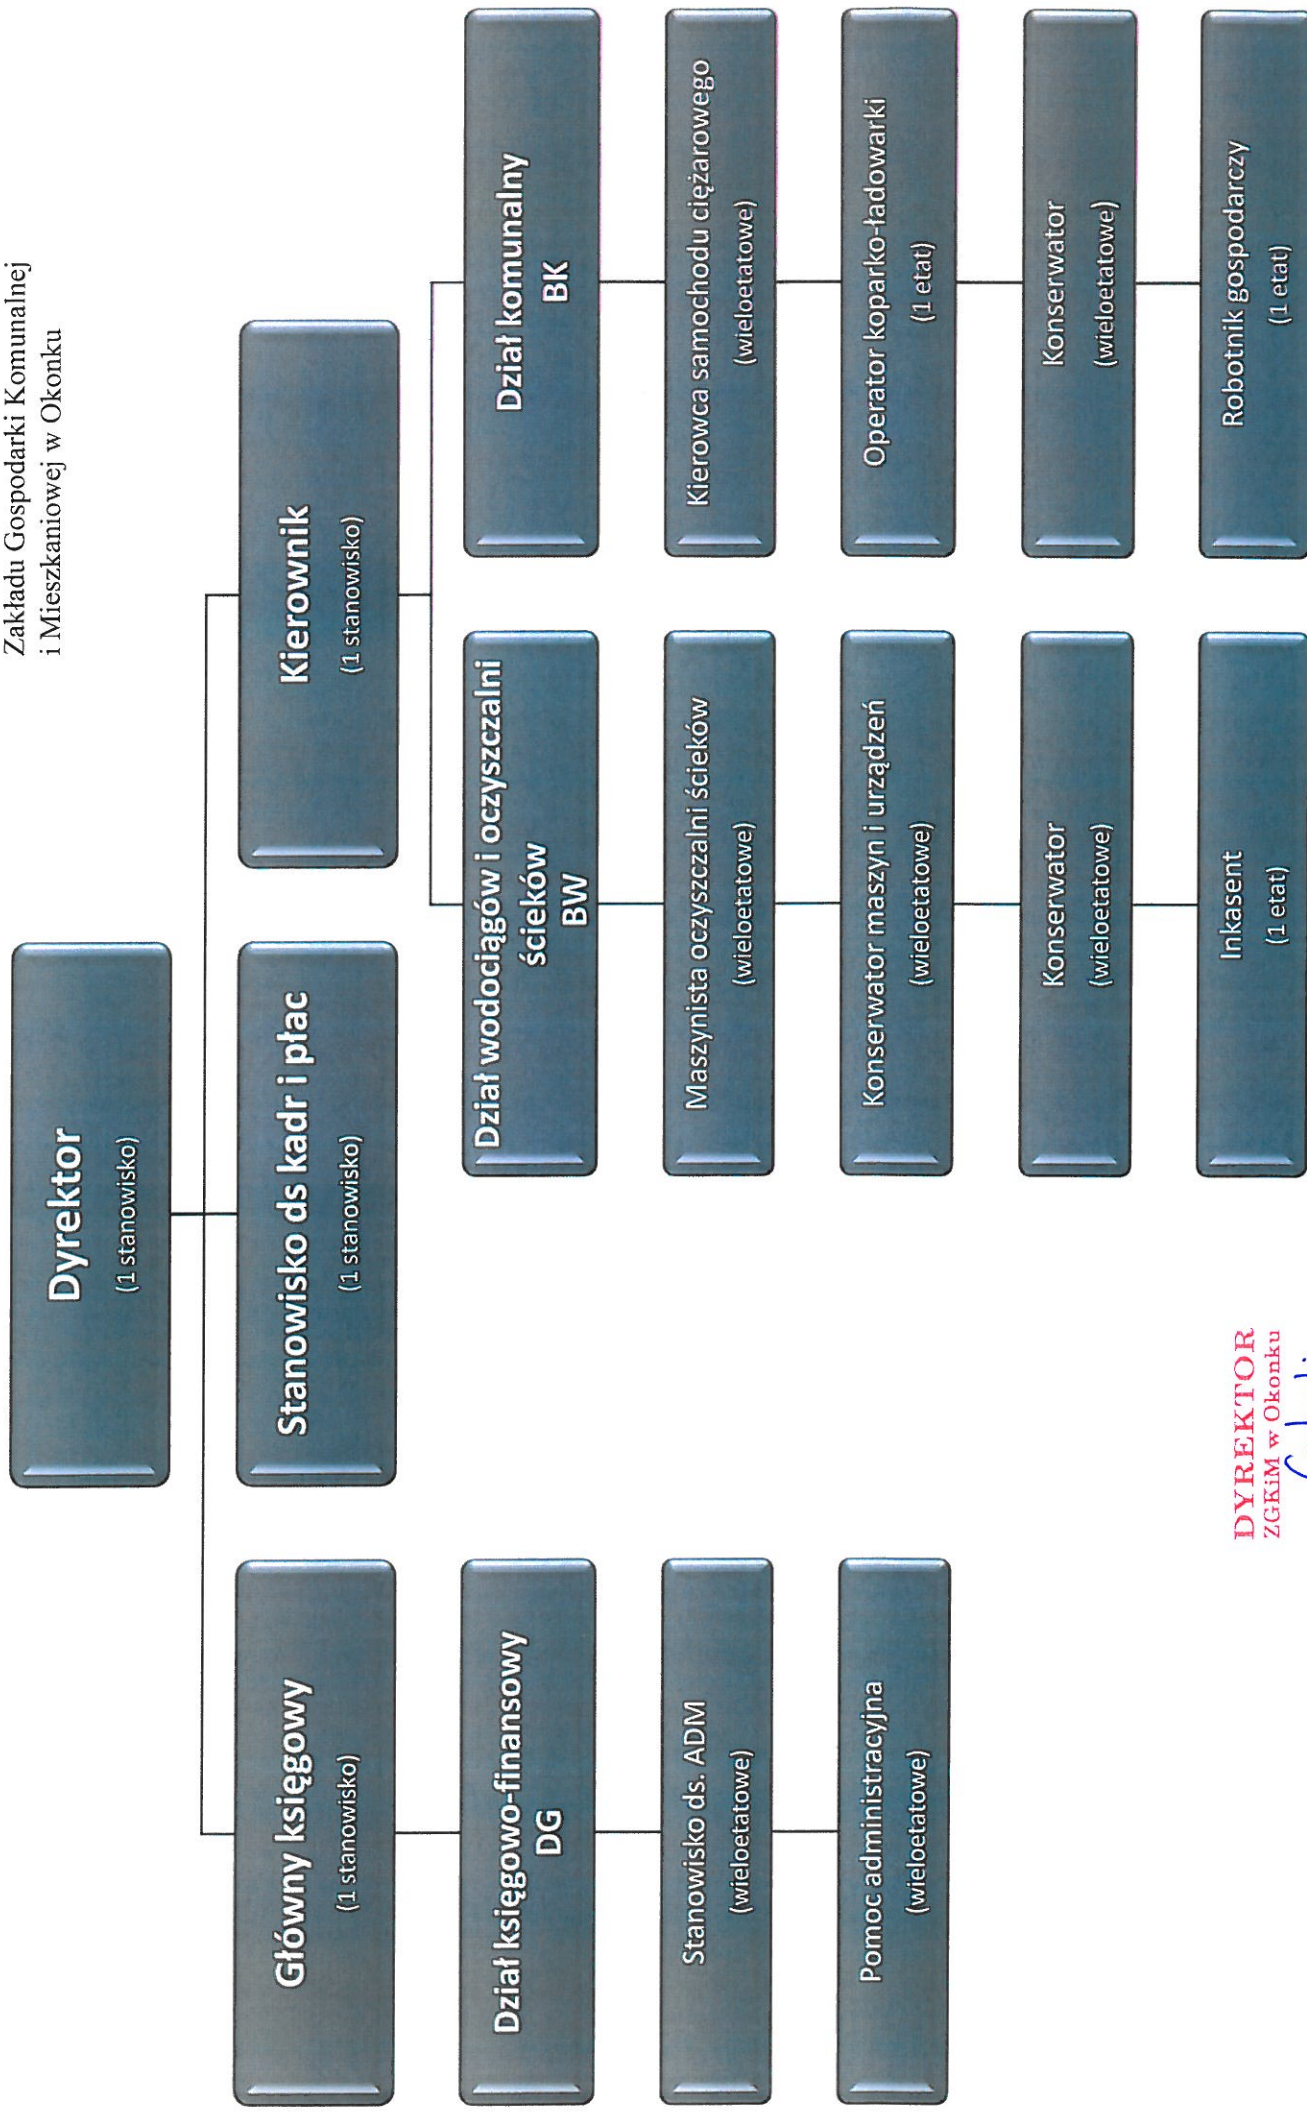 Zakładu Gospodarki Komunalnej
i Mieszkaniowej w Okonku
Dyrektor
(1 stanowisko)
Główny księgowy
(1 stanowisko)
Stanowisko ds kadr i płac
(1 stanowisko)
Kierownik
(1 stanowisko)
Dział księgowo-finansowy
DG
Stanowisko ds. ADM
(wieloetatowe)
Pomoc administracyjna
(wieloetatowe)
Dział wodociągów i oczyszczalni
ścieków
BW
Maszynista oczyszczalni ścieków
(wieloetatowe)
Konserwator maszyn i urządzeń
(wieloetatowe)
Konserwator
(wieloetatowe)
Inkasent
(1 etat)
Dział komunalny
BK
Kierowca samochodu ciężarowego
(wieloetatowe)
Operator koparko-ładowarki
(1 etat)
Konserwator
(wieloetatowe)
Robotnik gospodarczy
(1 etat)
DYREKTOR
ZGKiM w Okonku